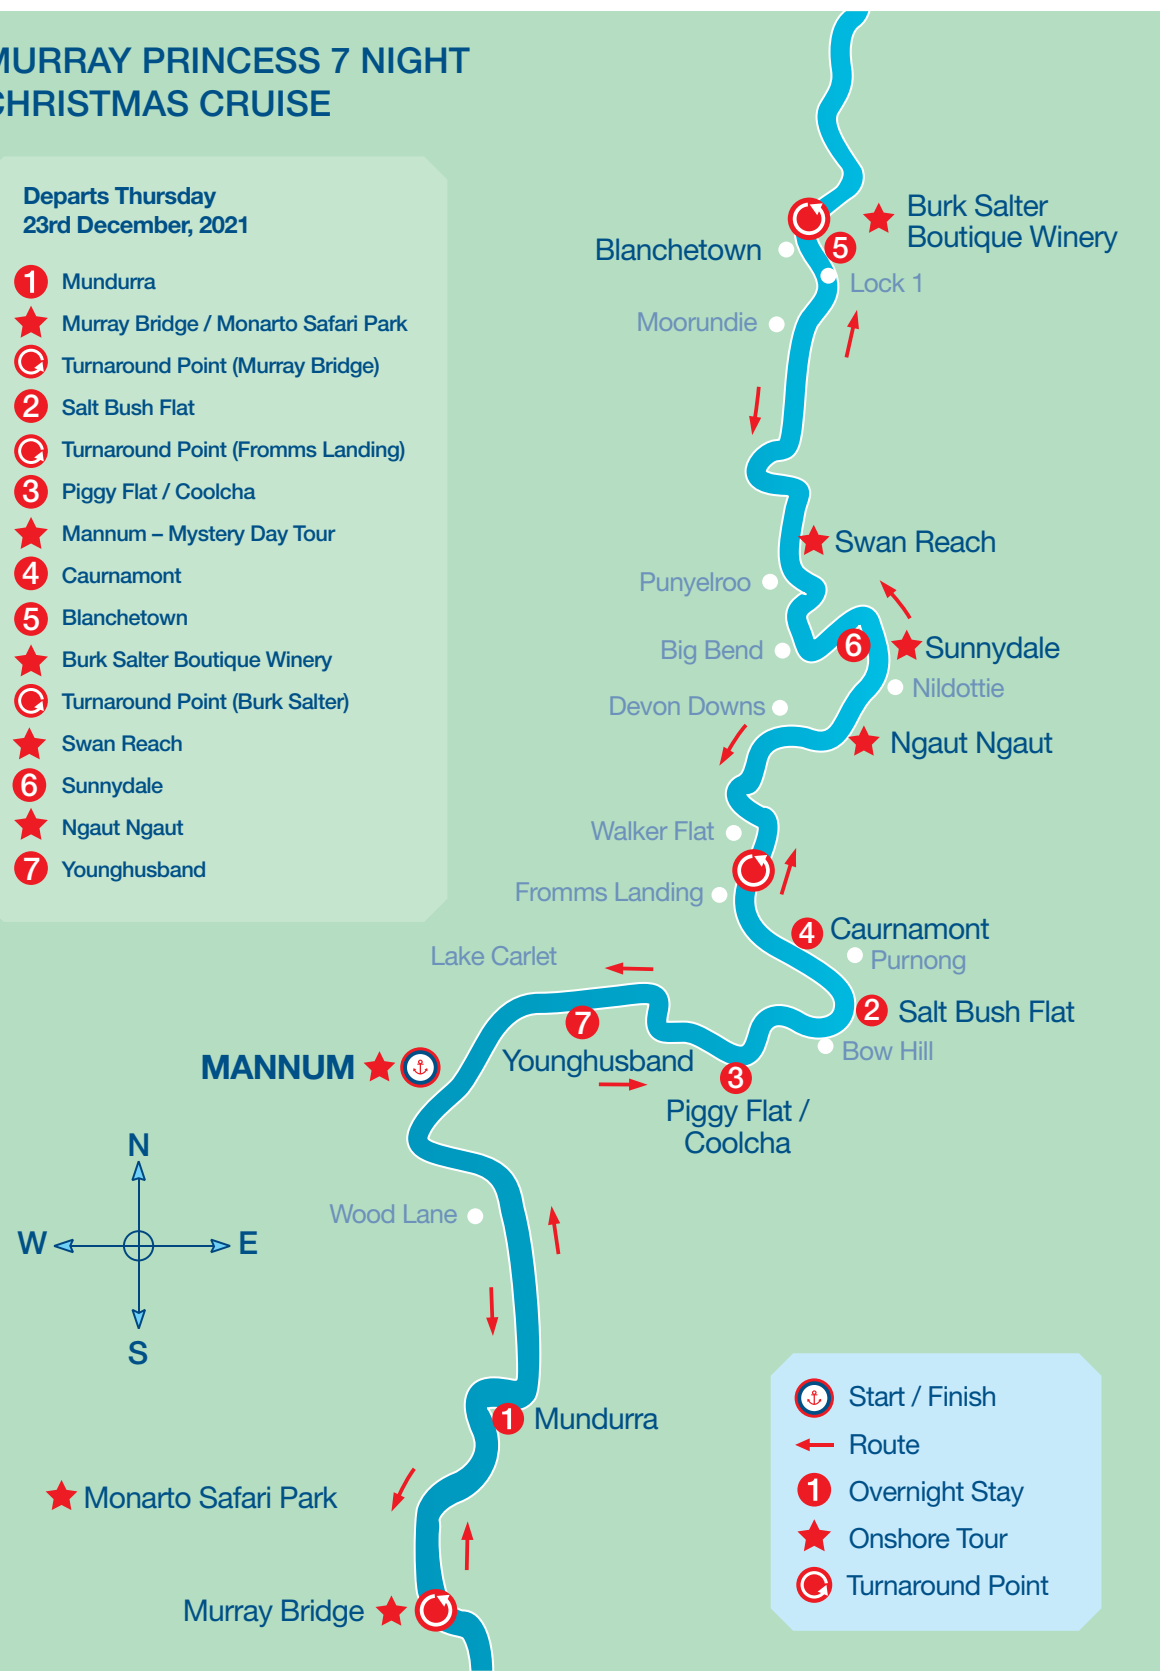 MURRAY PRINCESS 7 NIGHT
CHRISTMAS CRUISE
Departs Thursday
23rd December, 2021
1 Mundurra
Murray Bridge / Monarto Safari Park
Turnaround Point (Murray Bridge)
2 Salt Bush Flat
Turnaround Point (Fromms Landing)
3 Piggy Flat / Coolcha
Mannum – Mystery Day Tour
4 Caurnamont
5 Blanchetown
Burk Salter Boutique Winery
Turnaround Point (Burk Salter)
Swan Reach
6 Sunnydale
Ngaut Ngaut
7 Younghusband
Burk Salter
Boutique Winery
Blanchetown
5
Lock 1
Moorundie
Swan Reach
Punyelroo
Big Bend
6
Sunnydale
Nildottie
Devon Downs
Ngaut Ngaut
Walker Flat
Fromms Landing
4 Caurnamont
Purnong
Lake Carlet
2 Salt Bush Flat
7
Bow Hill
Younghusband
MANNUM
3
Piggy Flat /
Coolcha
N
W
E
S
Wood Lane
1 Mundurra
Monarto Safari Park
Murray Bridge
Start / Finish
Route
1 Overnight Stay
Onshore Tour
Turnaround Point